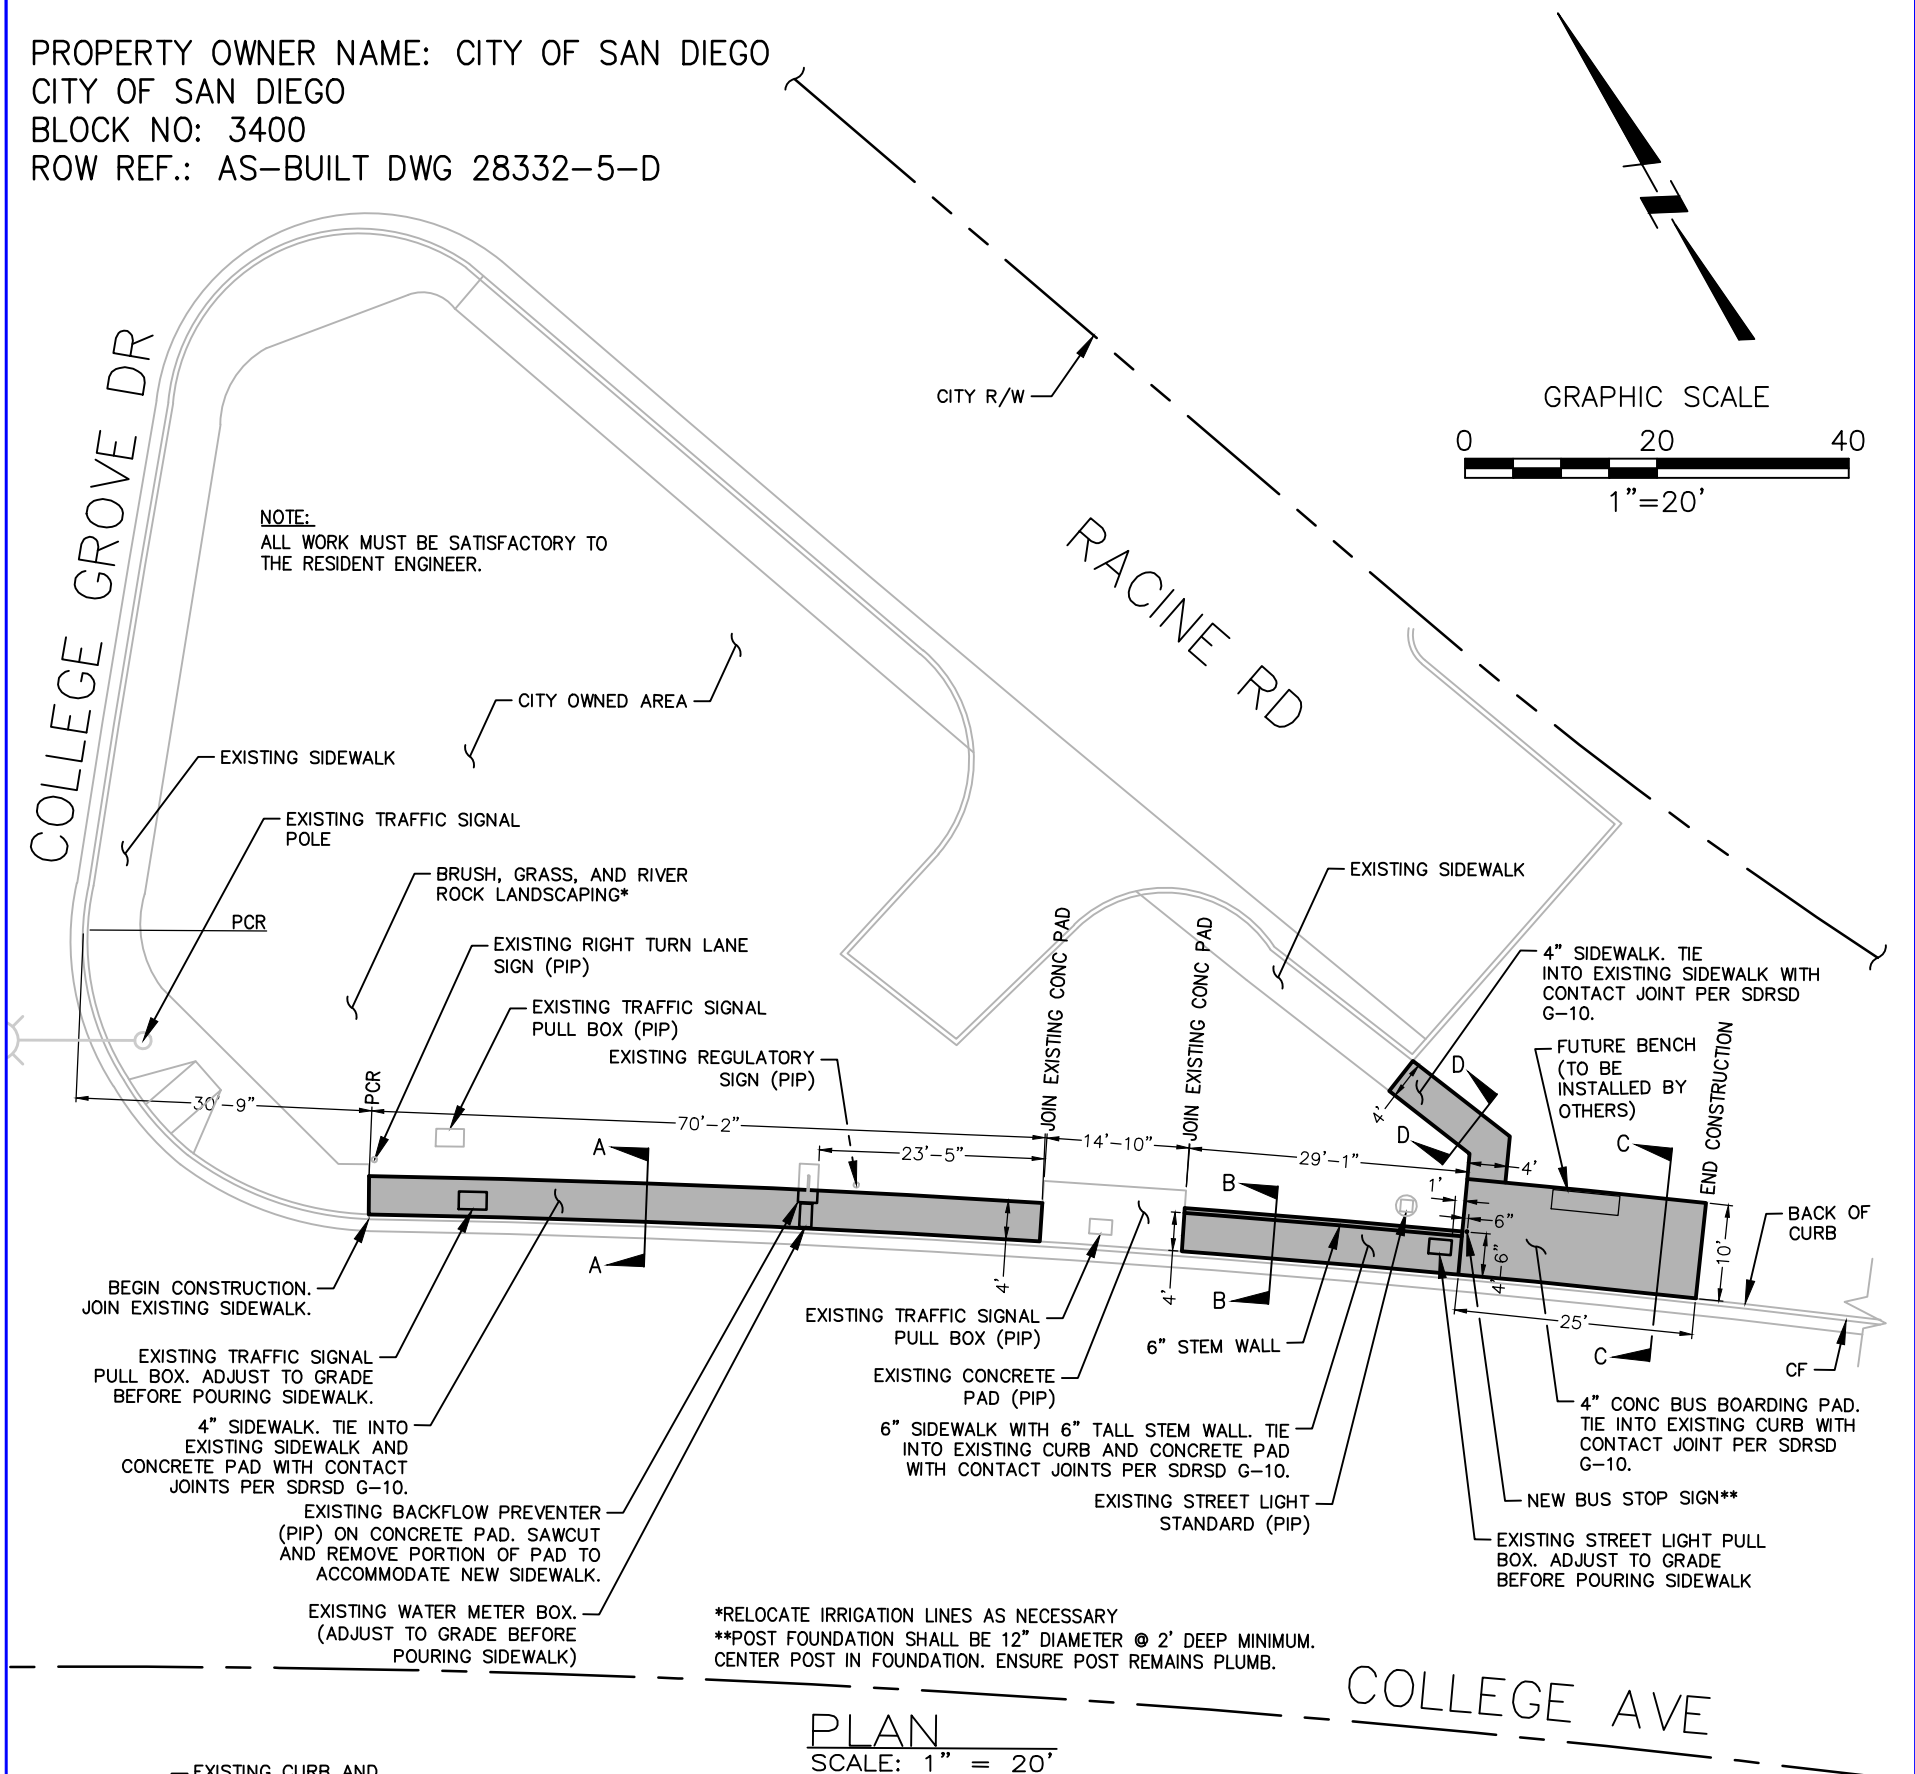 PROPERTY OWNER NAME: CITY OF SAN DIEGO
CITY OF SAN DIEGO
BLOCK NO: 3400
ROW REF.: AS-BUILT DWG 28332-5-D
CITY R/W
GRAPHIC SCALE
0 20 40
1"=20'
COLLEGE GROVE DR
RACINE RD
NOTE:
ALL WORK MUST BE SATISFACTORY TO
THE RESIDENT ENGINEER.
CITY OWNED AREA
EXISTING SIDEWALK
EXISTING TRAFFIC SIGNAL
POLE
BRUSH, GRASS, AND RIVER
ROCK LANDSCAPING*
PCR
EXISTING RIGHT TURN LANE
SIGN (PIP)
EXISTING TRAFFIC SIGNAL
PULL BOX (PIP)
EXISTING REGULATORY
SIGN (PIP)
JOIN EXISTING CONC PAD
JOIN EXISTING CONC PAD
EXISTING SIDEWALK
4" SIDEWALK. TIE
INTO EXISTING SIDEWALK WITH
CONTACT JOINT PER SDRSD
G-10.
FUTURE BENCH
(TO BE
INSTALLED BY
OTHERS)
END CONSTRUCTION
PCR
30'-9"
70'-2"
23'-5"
14'-10"
29'-1"
4'
D
D
4'
C
C
A
A
B
B
1'
6"
4'-6"
10'
4'
4'
25'
BACK OF
CURB
CF
BEGIN CONSTRUCTION.
JOIN EXISTING SIDEWALK.
EXISTING TRAFFIC SIGNAL
PULL BOX. ADJUST TO GRADE
BEFORE POURING SIDEWALK.
4" SIDEWALK. TIE INTO
EXISTING SIDEWALK AND
CONCRETE PAD WITH CONTACT
JOINTS PER SDRSD G-10.
EXISTING BACKFLOW PREVENTER
(PIP) ON CONCRETE PAD. SAWCUT
AND REMOVE PORTION OF PAD TO
ACCOMMODATE NEW SIDEWALK.
EXISTING WATER METER BOX.
(ADJUST TO GRADE BEFORE
POURING SIDEWALK)
EXISTING TRAFFIC SIGNAL
PULL BOX (PIP)
EXISTING CONCRETE
PAD (PIP)
6" STEM WALL
6" SIDEWALK WITH 6" TALL STEM WALL. TIE
INTO EXISTING CURB AND CONCRETE PAD
WITH CONTACT JOINTS PER SDRSD G-10.
EXISTING STREET LIGHT
STANDARD (PIP)
4" CONC BUS BOARDING PAD.
TIE INTO EXISTING CURB WITH
CONTACT JOINT PER SDRSD
G-10.
NEW BUS STOP SIGN**
EXISTING STREET LIGHT PULL
BOX. ADJUST TO GRADE
BEFORE POURING SIDEWALK
*RELOCATE IRRIGATION LINES AS NECESSARY
**POST FOUNDATION SHALL BE 12" DIAMETER @ 2' DEEP MINIMUM.
CENTER POST IN FOUNDATION. ENSURE POST REMAINS PLUMB.
COLLEGE AVE
PLAN
SCALE: 1" = 20'
EXISTING CURB AND